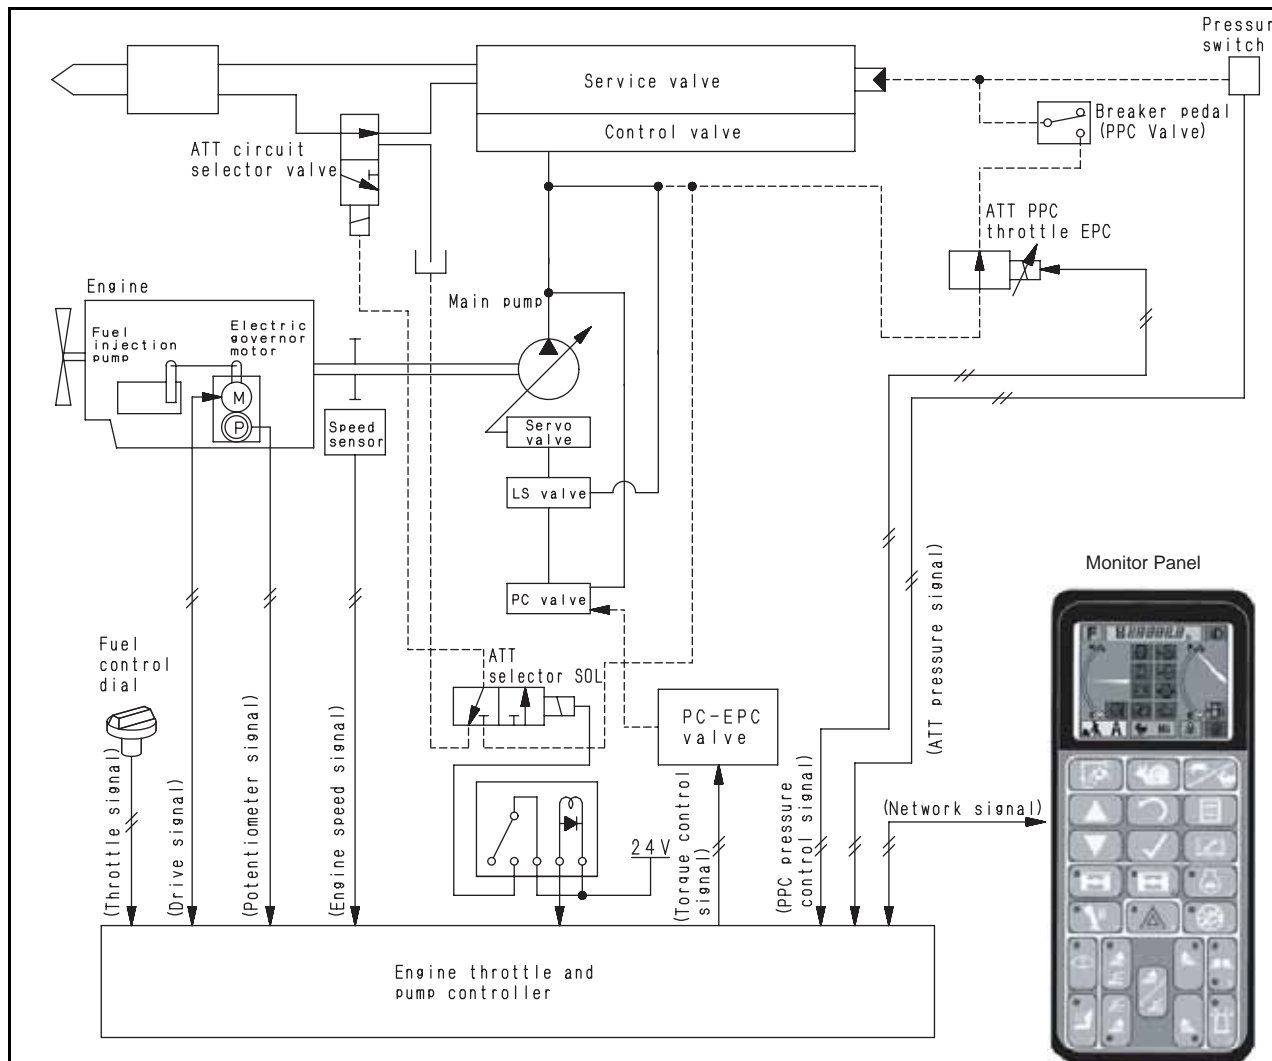 Pressur
switch
Service valve
Control valve
Breaker pedal
(PPC Valve)
ATT circuit
selector valve
ATT PPC
throttle EPC
Engine
Main pump
Fuel
injection
pump
Electric
governor
motor
M
P
Speed
sensor
Servo
valve
LS valve
PC valve
Monitor Panel
Fuel
control
dial
ATT
selector SOL
PC-EPC
valve
24V
(Throttle signal)
(Drive signal)
(Potentiometer signal)
(Engine speed signal)
(Torque control
signal)
(PPC pressure
control signal)
(ATT pressure signal)
(Network signal)
Engine throttle and
pump controller